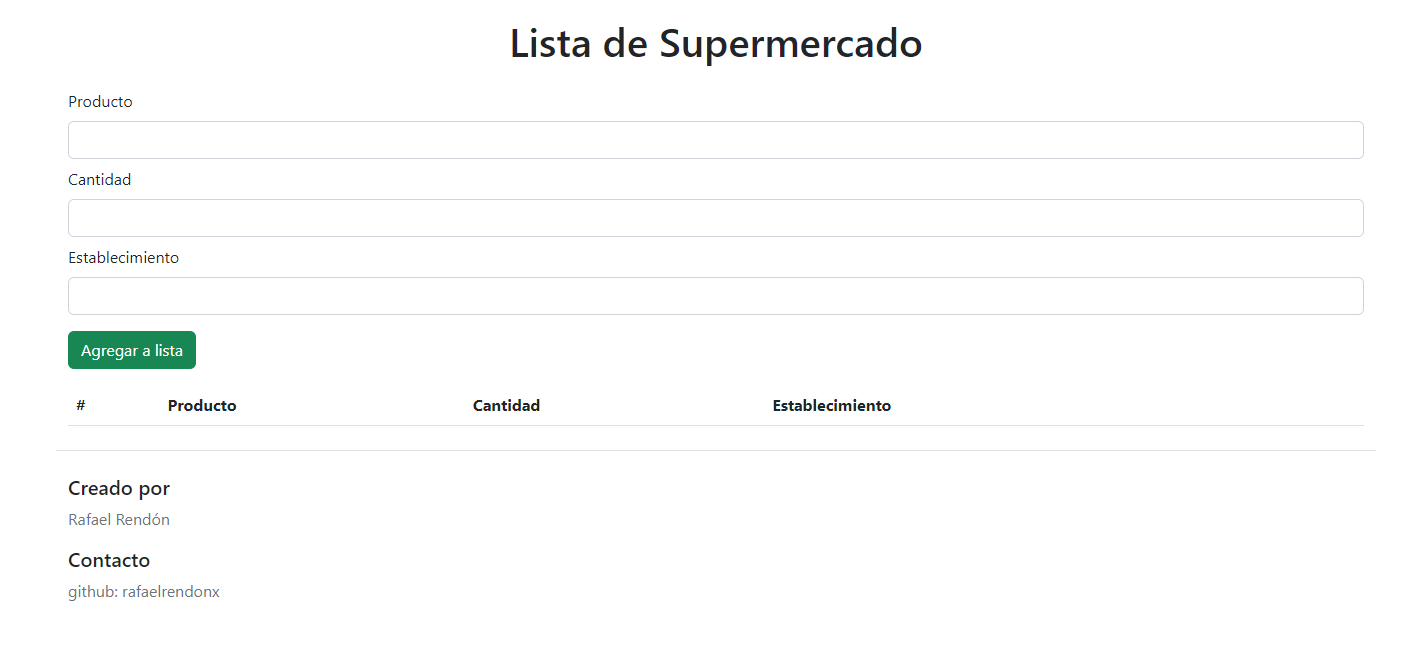 Lista de Supermercado
Producto
Cantidad
Establecimiento
Agregar a lista
# Producto Cantidad Establecimiento
Creado por
Rafael Rendón
Contacto
github: rafaelrendonx